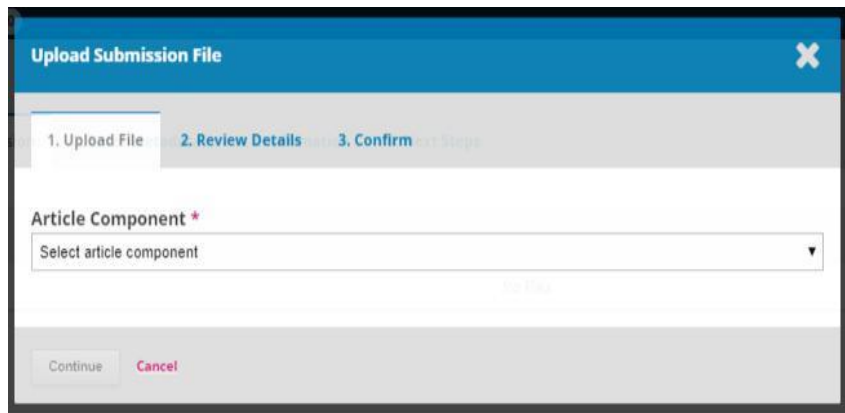 Upload Submission File
1. Upload File 2. Review Details 3. Confirm
Article Component *
Select article component
Continue Cancel